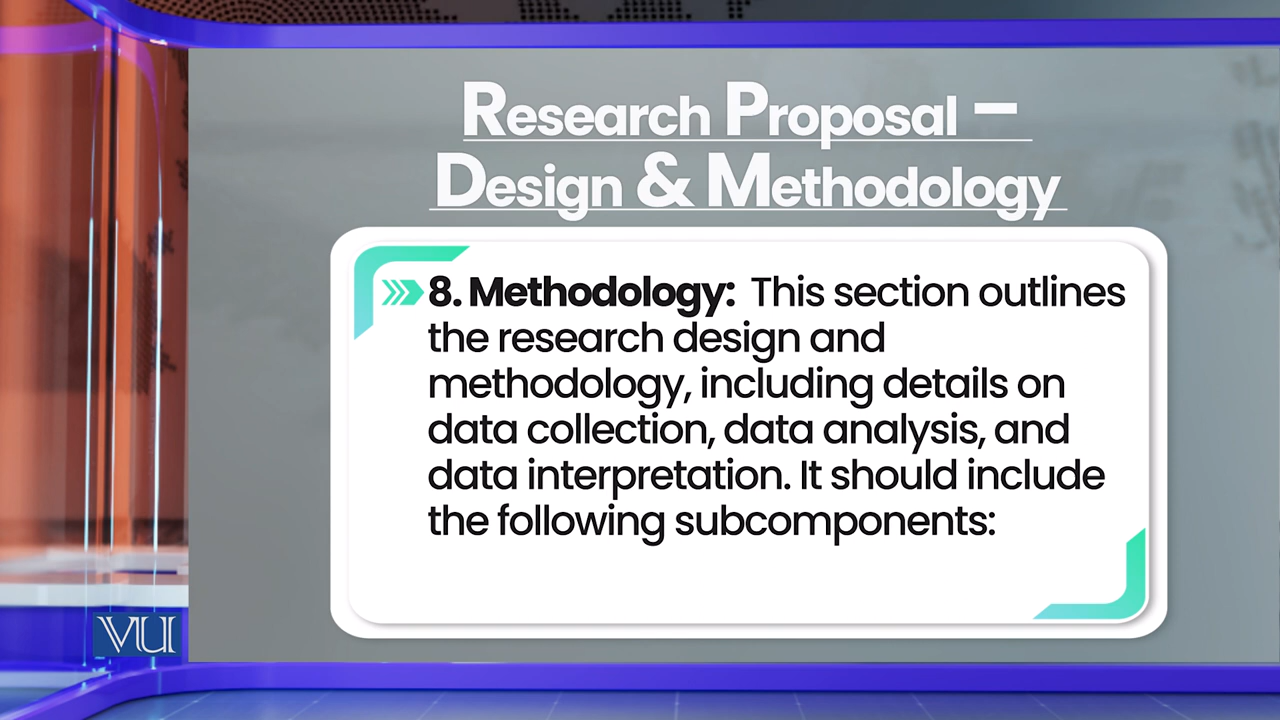 Research Proposal –
Design & Methodology
8. Methodology: This section outlines
the research design and
methodology, including details on
data collection, data analysis, and
data interpretation. It should include
the following subcomponents:
VU